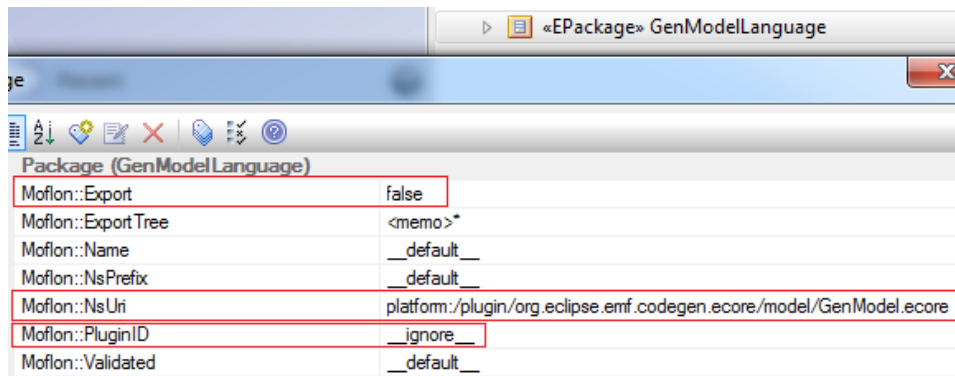 «EPackage» GenModelLanguage
ge
Package (GenModelLanguage)
Moflon::Export false
Moflon::ExportTree <memo>*
Moflon::Name __default__
Moflon::NsPrefix __default__
Moflon::NsUri platform:/plugin/org.eclipse.emf.codegen.ecore/model/GenModel.ecore
Moflon::PluginID __ignore__
Moflon::Validated __default__